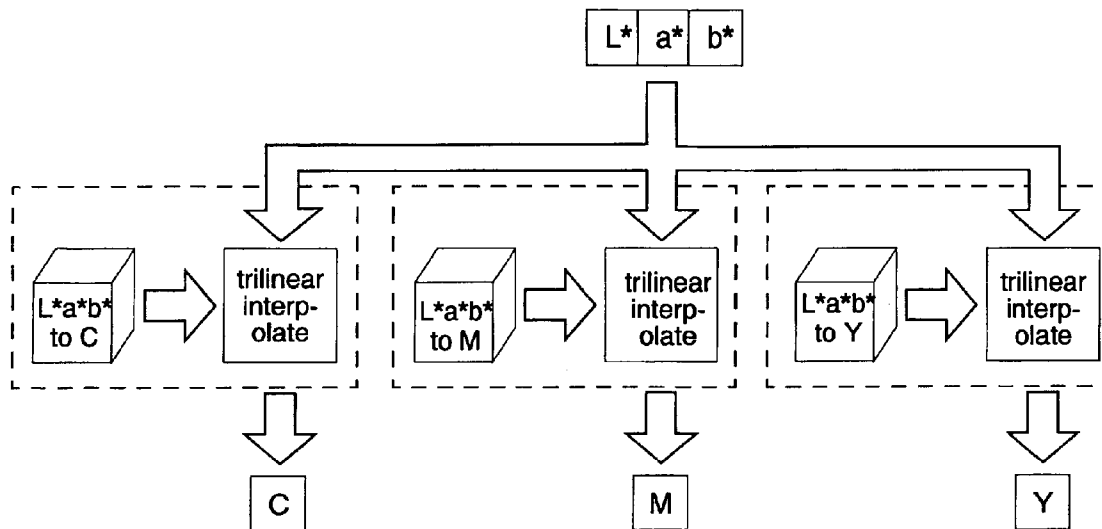 L* a* b*
L*a*b*
to C
trilinear
interp-
olate
L*a*b*
to M
trilinear
interp-
olate
L*a*b*
to Y
trilinear
interp-
olate
C
M
Y